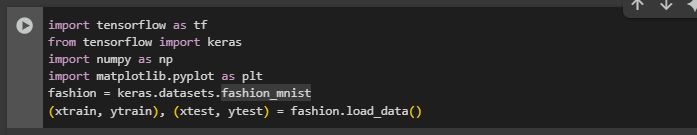 import tensorflow as tf
from tensorflow import keras
import numpy as np
import matplotlib.pyplot as plt
fashion = keras.datasets.fashion_mnist
(xtrain, ytrain), (xtest, ytest) = fashion.load_data()